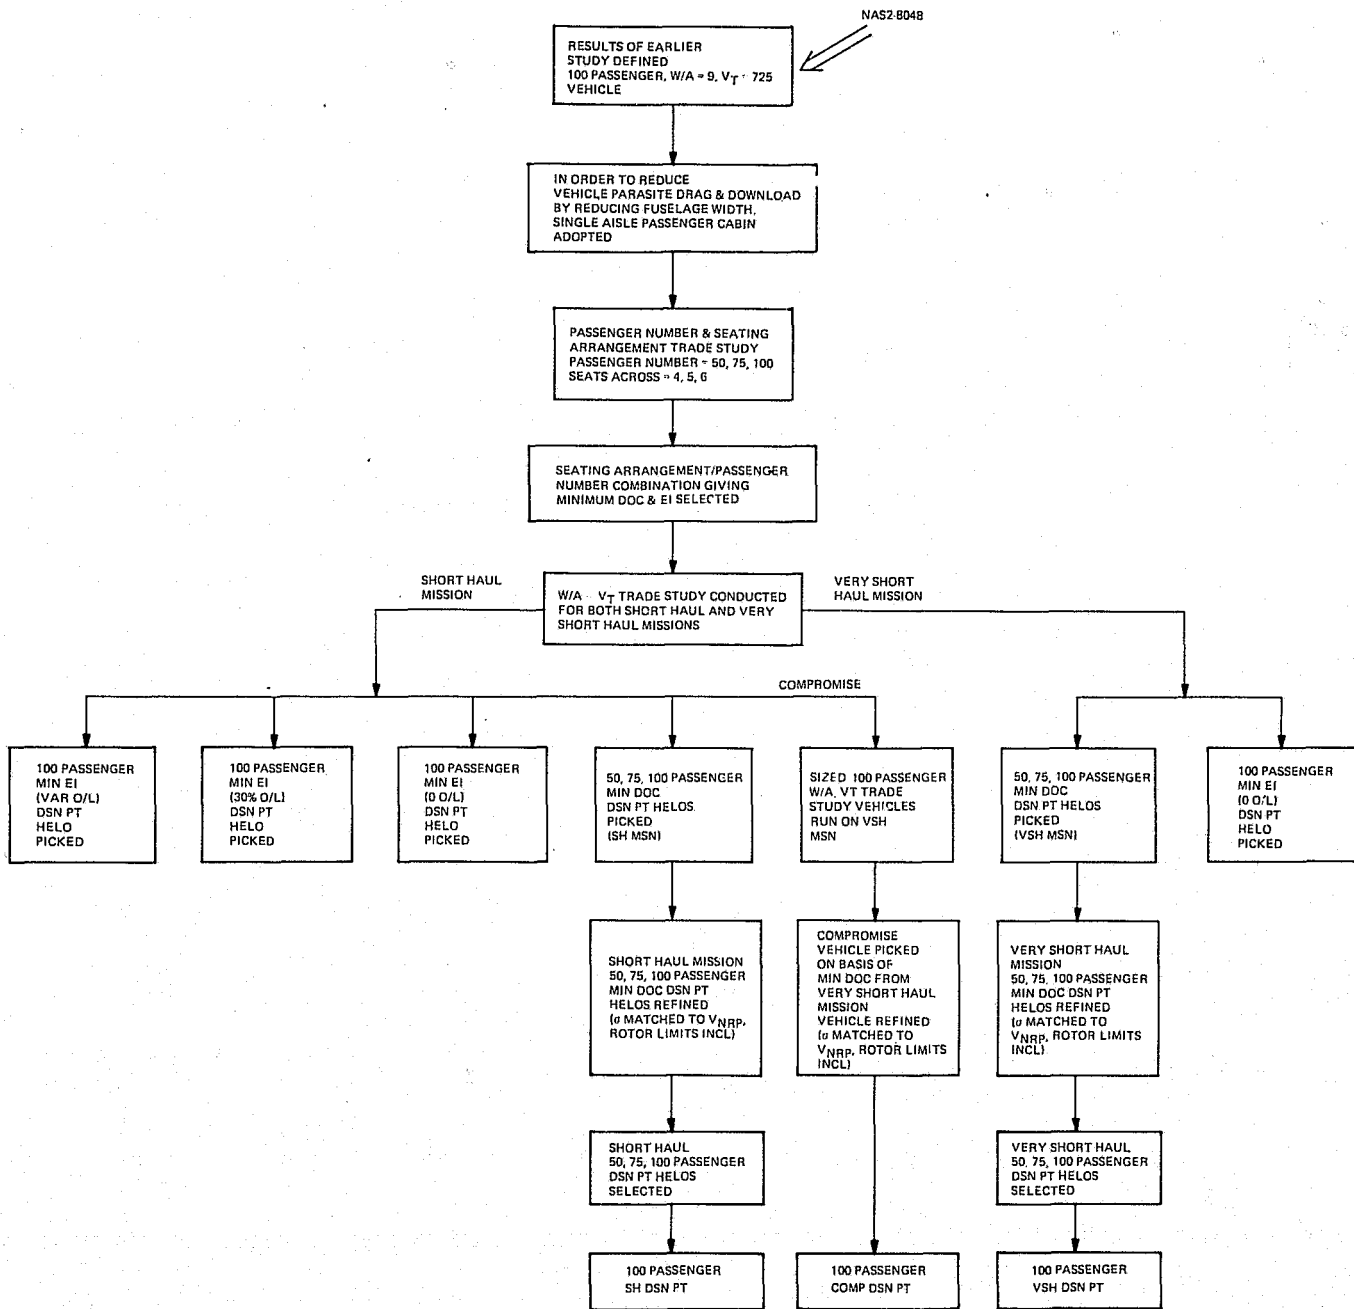 NAS2-8048
RESULTS OF EARLIER
STUDY DEFINED
100 PASSENGER, W/A = 9, VT = 725
VEHICLE
IN ORDER TO REDUCE
VEHICLE PARASITE DRAG & DOWNLOAD
BY REDUCING FUSELAGE WIDTH,
SINGLE AISLE PASSENGER CABIN
ADOPTED
PASSENGER NUMBER & SEATING
ARRANGEMENT TRADE STUDY
PASSENGER NUMBER = 50, 75, 100
SEATS ACROSS = 4, 5, 6
SEATING ARRANGEMENT/PASSENGER
NUMBER COMBINATION GIVING
MINIMUM DOC & EI SELECTED
SHORT HAUL
MISSION
W/A VT TRADE STUDY CONDUCTED
FOR BOTH SHORT HAUL AND VERY
SHORT HAUL MISSIONS
VERY SHORT
HAUL MISSION
COMPROMISE
100 PASSENGER
MIN EI
(VAR O/L)
DSN PT
HELO
PICKED
100 PASSENGER
MIN EI
(30% O/L)
DSN PT
HELO
PICKED
100 PASSENGER
MIN EI
(0 O/L)
DSN PT
HELO
PICKED
50, 75, 100 PASSENGER
MIN DOC
DSN PT HELOS
PICKED
(SH MSN)
SIZED 100 PASSENGER
W/A, VT TRADE
STUDY VEHICLES
RUN ON VSH
MSN
50, 75, 100 PASSENGER
MIN DOC
DSN PT HELOS
PICKED
(VSH MSN)
100 PASSENGER
MIN EI
(0 O/L)
DSN PT
HELO
PICKED
SHORT HAUL MISSION
50, 75, 100 PASSENGER
MIN DOC DSN PT
HELOS REFINED
(σ MATCHED TO VNRP,
ROTOR LIMITS INCL)
COMPROMISE
VEHICLE PICKED
ON BASIS OF
MIN DOC FROM
VERY SHORT HAUL
MISSION
VEHICLE REFINED
(σ MATCHED TO
VNRP, ROTOR LIMITS
INCL)
VERY SHORT HAUL
MISSION
50, 75, 100 PASSENGER
MIN DOC DSN PT
HELOS REFINED
(σ MATCHED TO
VNRP, ROTOR LIMITS
INCL)
SHORT HAUL
50, 75, 100 PASSENGER
DSN PT HELOS
SELECTED
VERY SHORT HAUL
50, 75, 100 PASSENGER
DSN PT HELOS
SELECTED
100 PASSENGER
SH DSN PT
100 PASSENGER
COMP DSN PT
100 PASSENGER
VSH DSN PT